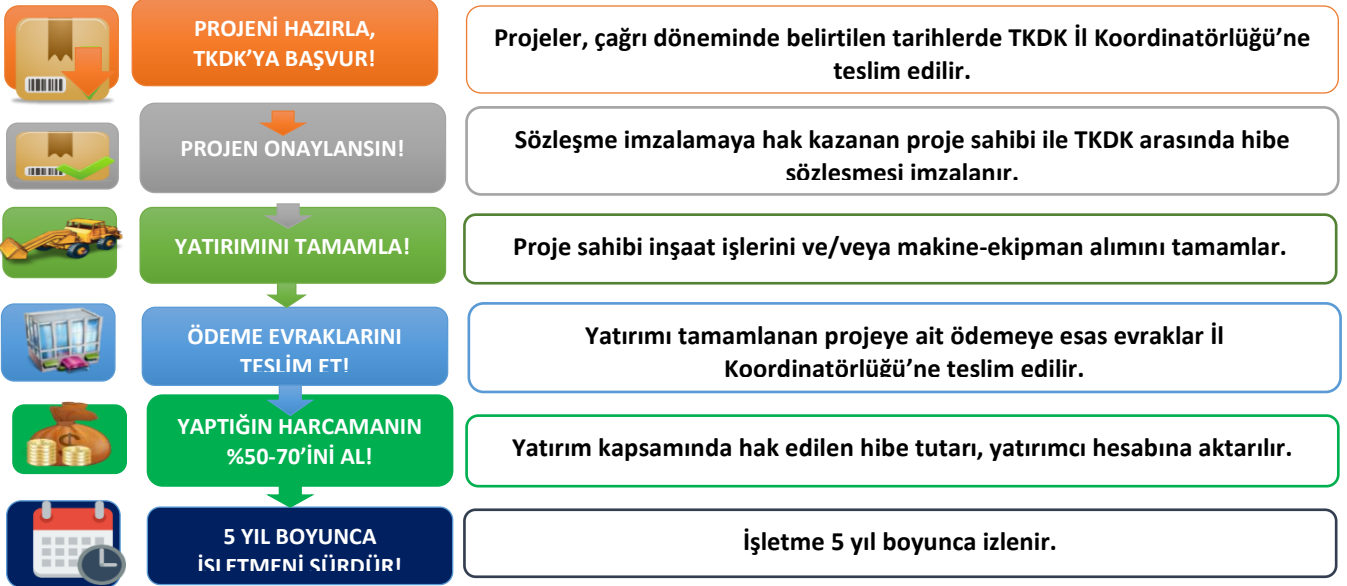 PROJENİ HAZIRLA,
TKDK’YA BAŞVUR!
Projeler, çağrı döneminde belirtilen tarihlerde TKDK İl Koordinatörlüğü’ne
teslim edilir.
PROJEN ONAYLANSIN!
Sözleşme imzalamaya hak kazanan proje sahibi ile TKDK arasında hibe
sözleşmesi imzalanır.
YATIRIMINI TAMAMLA!
Proje sahibi inşaat işlerini ve/veya makine-ekipman alımını tamamlar.
ÖDEME EVRAKLARINI
TESLİM ET!
Yatırımı tamamlanan projeye ait ödemeye esas evraklar İl
Koordinatörlüğü’ne teslim edilir.
YAPTIĞIN HARCAMANIN
%50-70’İNİ AL!
Yatırım kapsamında hak edilen hibe tutarı, yatırımcı hesabına aktarılır.
5 YIL BOYUNCA
İŞLETMENİ SÜRDÜR!
İşletme 5 yıl boyunca izlenir.